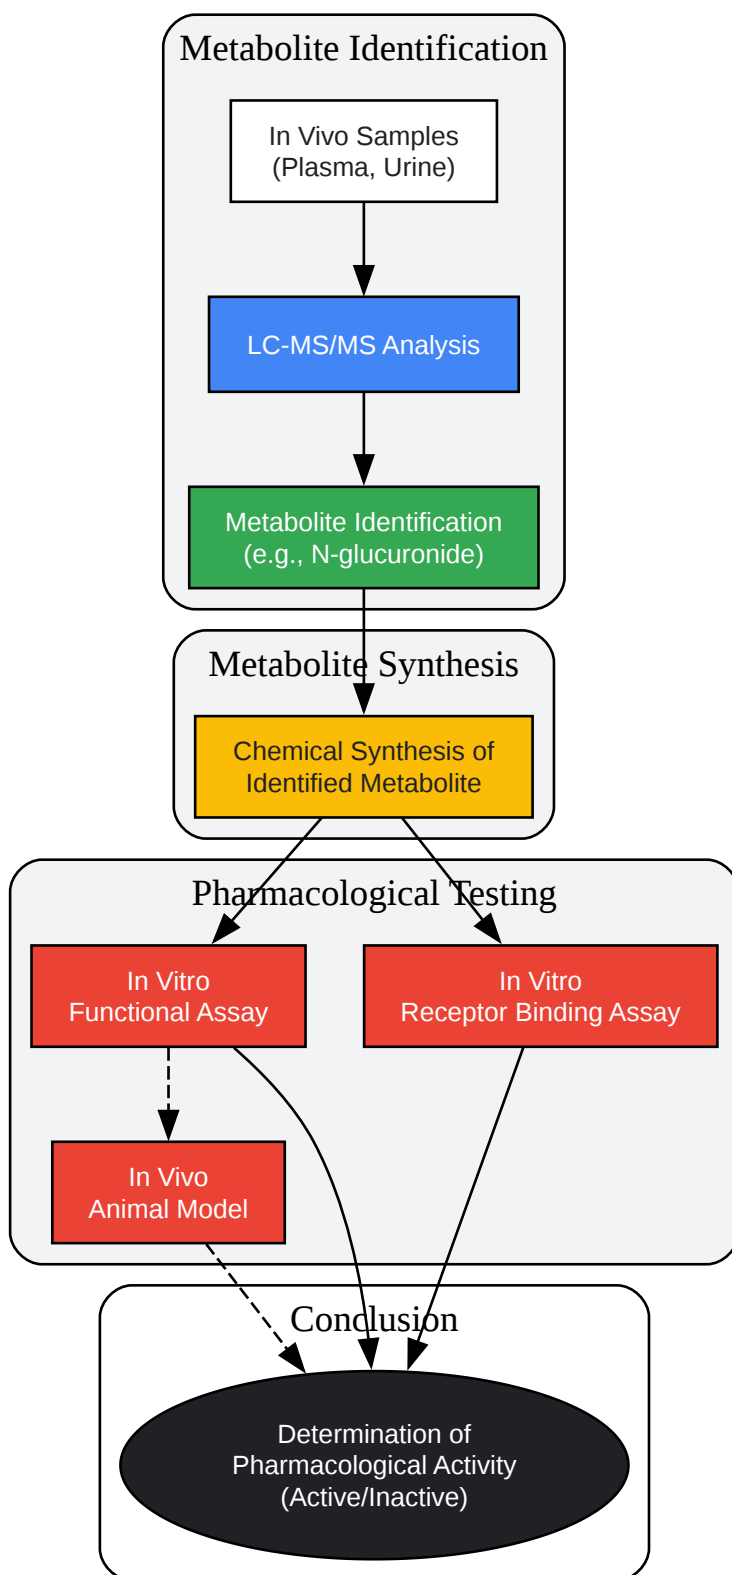 Metabolite Identification
In Vivo Samples
(Plasma, Urine)
LC-MS/MS Analysis
Metabolite Identification
(e.g., N-glucuronide)
Metabolite Synthesis
Chemical Synthesis of
Identified Metabolite
Pharmacological Testing
In Vitro
Functional Assay
In Vitro
Receptor Binding Assay
In Vivo
Animal Model
Conclusion
Determination of
Pharmacological Activity
(Active/Inactive)